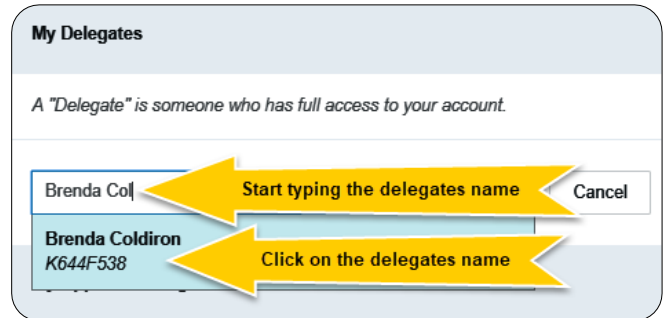 My Delegates
A "Delegate" is someone who has full access to your account.
Brenda Col
Start typing the delegates name
Cancel
Brenda Coldiron
K644F538
Click on the delegates name